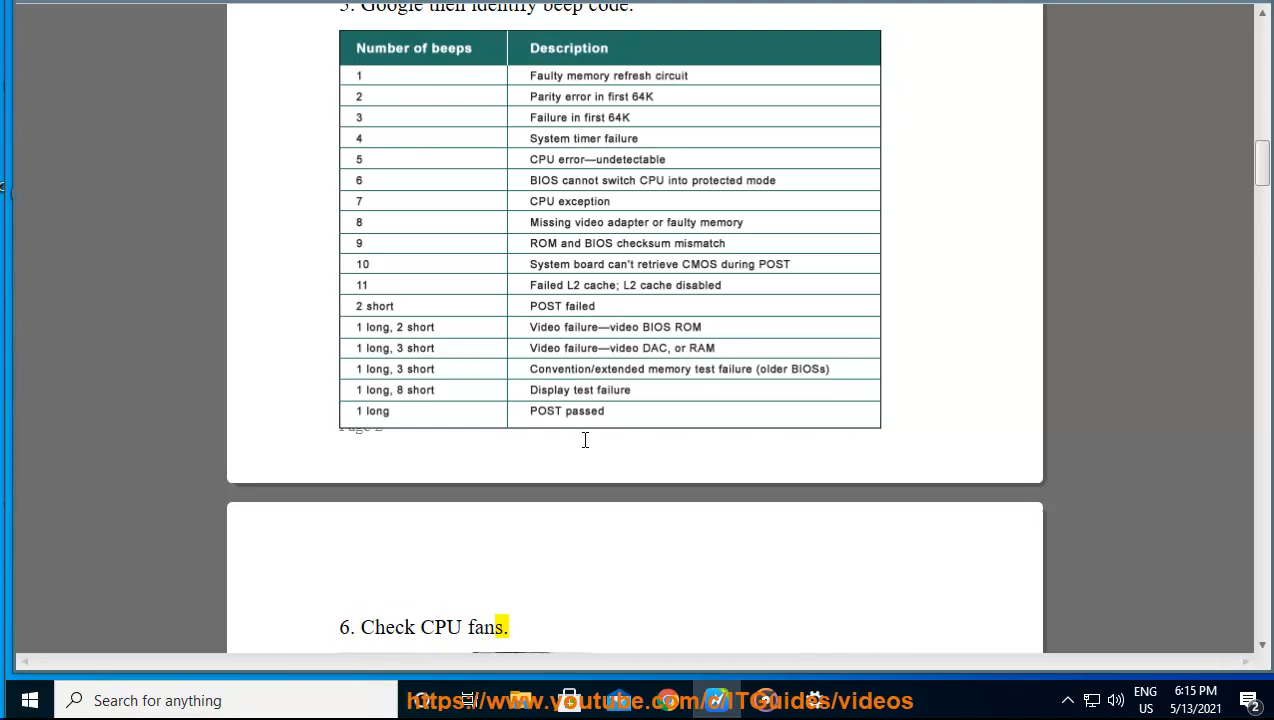 5. Google then identify beep code.
Number of beeps Description
1 Faulty memory refresh circuit
2 Parity error in first 64K
3 Failure in first 64K
4 System timer failure
5 CPU error—undetectable
6 BIOS cannot switch CPU into protected mode
7 CPU exception
8 Missing video adapter or faulty memory
9 ROM and BIOS checksum mismatch
10 System board can't retrieve CMOS during POST
11 Failed L2 cache; L2 cache disabled
2 short POST failed
1 long, 2 short Video failure—video BIOS ROM
1 long, 3 short Video failure—video DAC, or RAM
1 long, 3 short Convention/extended memory test failure (older BIOSs)
1 long, 8 short Display test failure
1 long POST passed
Page 2
6. Check CPU fans.
Search for anything
https://www.youtube.com/c/ITGuides/videos
ENG
US
6:15 PM
5/13/2021
2